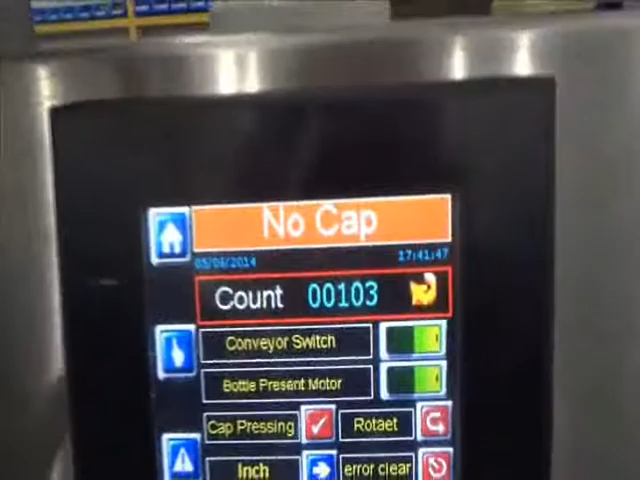 No Cap
05/06/2014 17:41:47
Count 00103
Conveyor Switch
Bottle Present Motor
Cap Pressing Rotaet
Inch error clear